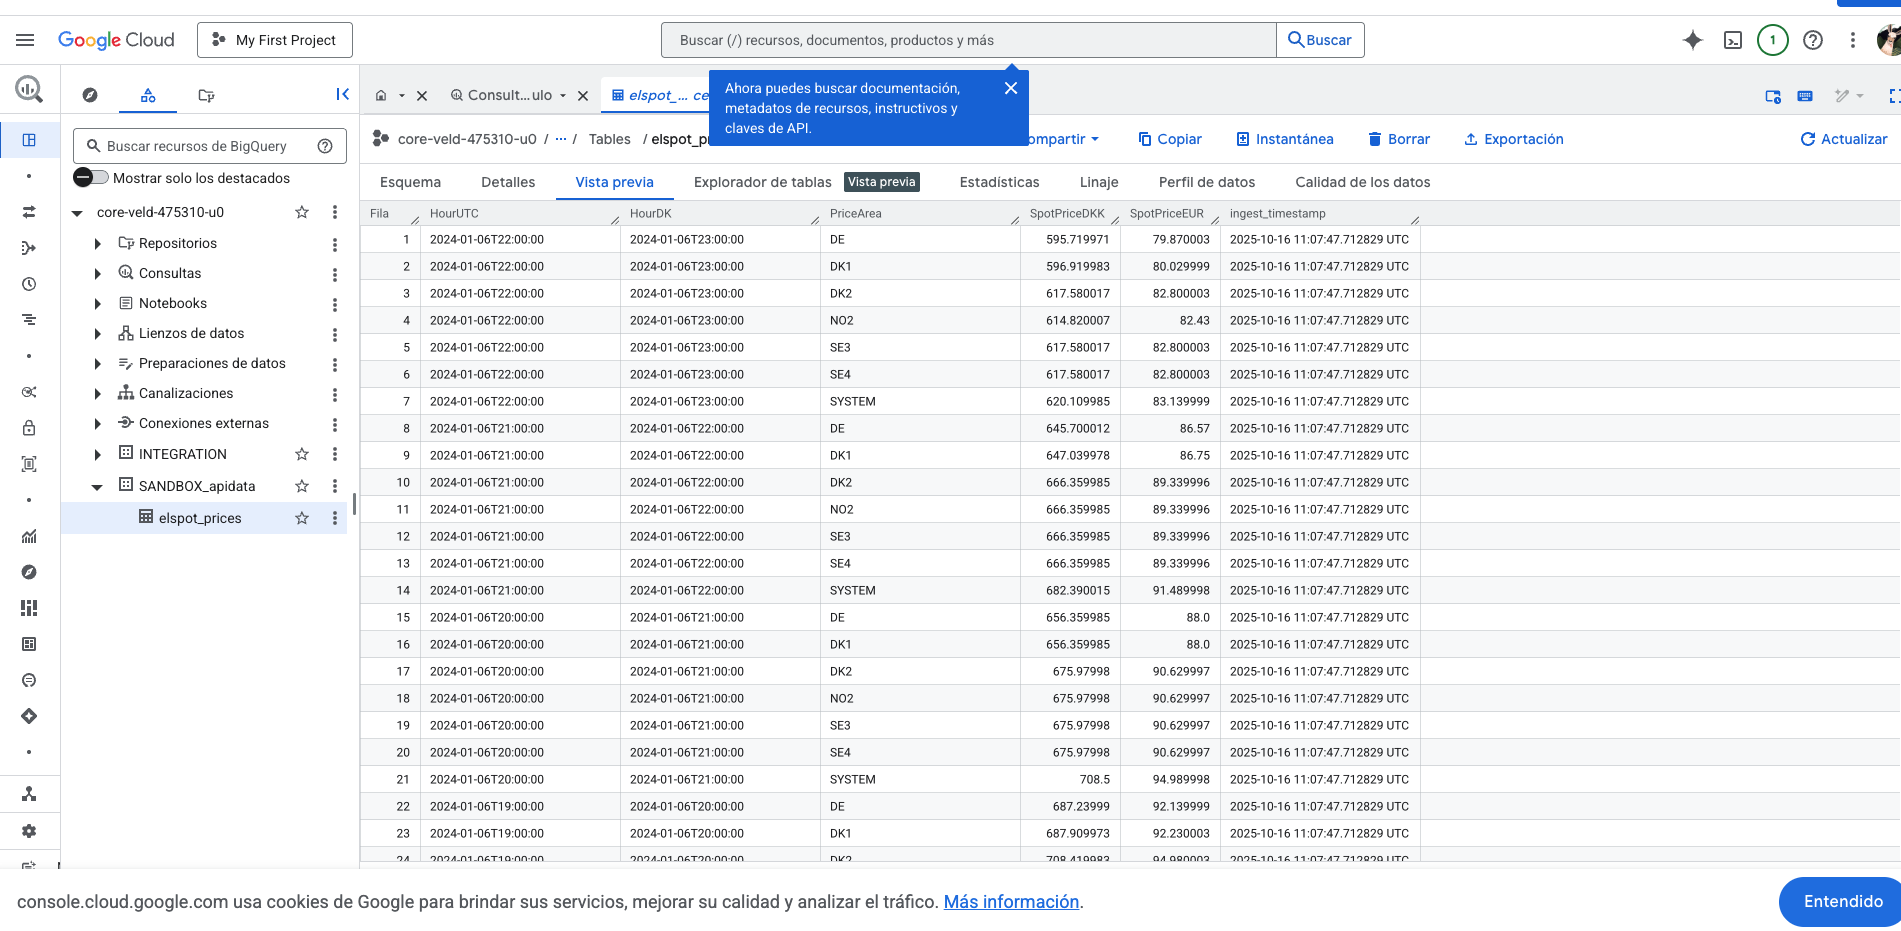 Google Cloud
My First Project
Buscar (/) recursos, documentos, productos y más
Buscar
1
Consult...ulo
elspot_... ce
Ahora puedes buscar documentación,
metadatos de recursos, instructivos y
claves de API.
Buscar recursos de BigQuery
core-veld-475310-u0 / ... / Tables / elspot_p
ompartir
Copiar
Instantánea
Borrar
Exportación
Actualizar
Mostrar solo los destacados
Esquema
Detalles
Vista previa
Explorador de tablas
Vista previa
Estadísticas
Linaje
Perfil de datos
Calidad de los datos
core-veld-475310-u0
Repositorios
Consultas
Notebooks
Lienzos de datos
Preparaciones de datos
Canalizaciones
Conexiones externas
INTEGRATION
SANDBOX_apidata
elspot_prices
Fila HourUTC HourDK PriceArea SpotPriceDKK SpotPriceEUR ingest_timestamp
1 2024-01-06T22:00:00 2024-01-06T23:00:00 DE 595.719971 79.870003 2025-10-16 11:07:47.712829 UTC
2 2024-01-06T22:00:00 2024-01-06T23:00:00 DK1 596.919983 80.029999 2025-10-16 11:07:47.712829 UTC
3 2024-01-06T22:00:00 2024-01-06T23:00:00 DK2 617.580017 82.800003 2025-10-16 11:07:47.712829 UTC
4 2024-01-06T22:00:00 2024-01-06T23:00:00 NO2 614.820007 82.43 2025-10-16 11:07:47.712829 UTC
5 2024-01-06T22:00:00 2024-01-06T23:00:00 SE3 617.580017 82.800003 2025-10-16 11:07:47.712829 UTC
6 2024-01-06T22:00:00 2024-01-06T23:00:00 SE4 617.580017 82.800003 2025-10-16 11:07:47.712829 UTC
7 2024-01-06T22:00:00 2024-01-06T23:00:00 SYSTEM 620.109985 83.139999 2025-10-16 11:07:47.712829 UTC
8 2024-01-06T21:00:00 2024-01-06T22:00:00 DE 645.700012 86.57 2025-10-16 11:07:47.712829 UTC
9 2024-01-06T21:00:00 2024-01-06T22:00:00 DK1 647.039978 86.75 2025-10-16 11:07:47.712829 UTC
10 2024-01-06T21:00:00 2024-01-06T22:00:00 DK2 666.359985 89.339996 2025-10-16 11:07:47.712829 UTC
11 2024-01-06T21:00:00 2024-01-06T22:00:00 NO2 666.359985 89.339996 2025-10-16 11:07:47.712829 UTC
12 2024-01-06T21:00:00 2024-01-06T22:00:00 SE3 666.359985 89.339996 2025-10-16 11:07:47.712829 UTC
13 2024-01-06T21:00:00 2024-01-06T22:00:00 SE4 666.359985 89.339996 2025-10-16 11:07:47.712829 UTC
14 2024-01-06T21:00:00 2024-01-06T22:00:00 SYSTEM 682.390015 91.489998 2025-10-16 11:07:47.712829 UTC
15 2024-01-06T20:00:00 2024-01-06T21:00:00 DE 656.359985 88.0 2025-10-16 11:07:47.712829 UTC
16 2024-01-06T20:00:00 2024-01-06T21:00:00 DK1 656.359985 88.0 2025-10-16 11:07:47.712829 UTC
17 2024-01-06T20:00:00 2024-01-06T21:00:00 DK2 675.97998 90.629997 2025-10-16 11:07:47.712829 UTC
18 2024-01-06T20:00:00 2024-01-06T21:00:00 NO2 675.97998 90.629997 2025-10-16 11:07:47.712829 UTC
19 2024-01-06T20:00:00 2024-01-06T21:00:00 SE3 675.97998 90.629997 2025-10-16 11:07:47.712829 UTC
20 2024-01-06T20:00:00 2024-01-06T21:00:00 SE4 675.97998 90.629997 2025-10-16 11:07:47.712829 UTC
21 2024-01-06T20:00:00 2024-01-06T21:00:00 SYSTEM 708.5 94.989998 2025-10-16 11:07:47.712829 UTC
22 2024-01-06T19:00:00 2024-01-06T20:00:00 DE 687.23999 92.139999 2025-10-16 11:07:47.712829 UTC
23 2024-01-06T19:00:00 2024-01-06T20:00:00 DK1 687.909973 92.230003 2025-10-16 11:07:47.712829 UTC
24 2024-01-06T19:00:00 2024-01-06T20:00:00 DK2 708.419983 94.980003 2025-10-16 11:07:47.712829 UTC
console.cloud.google.com usa cookies de Google para brindar sus servicios, mejorar su calidad y analizar el tráfico. Más información.
Entendido